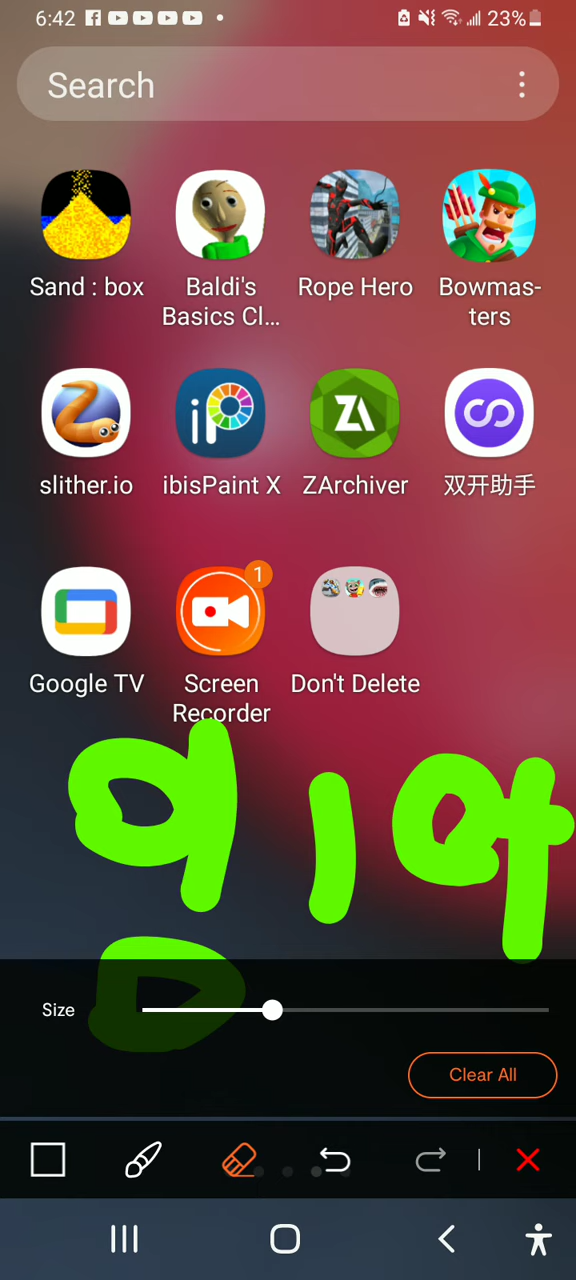 6:42 23%
Search
Sand : box Baldi's Basics Cl... Rope Hero Bowmas-ters
slither.io ibisPaint X ZArchiver 双开助手
1
Google TV Screen Recorder Don't Delete
Size
Clear All